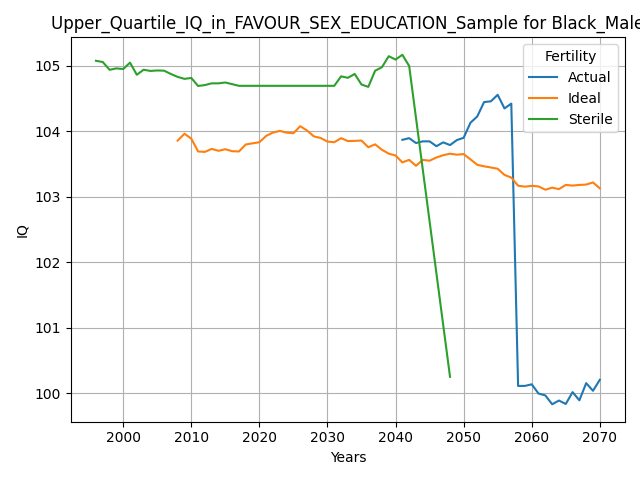 Upper_Quartile_IQ_in_FAVOUR_SEX_EDUCATION_Sample for Black_Male
Fertility
Actual
Ideal
Sterile
IQ
105
104
103
102
101
100
2000 2010 2020 2030 2040 2050 2060 2070
Years